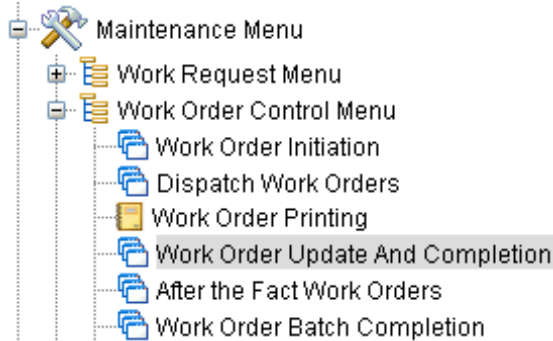 Maintenance Menu
Work Request Menu
Work Order Control Menu
Work Order Initiation
Dispatch Work Orders
Work Order Printing
Work Order Update And Completion
After the Fact Work Orders
Work Order Batch Completion